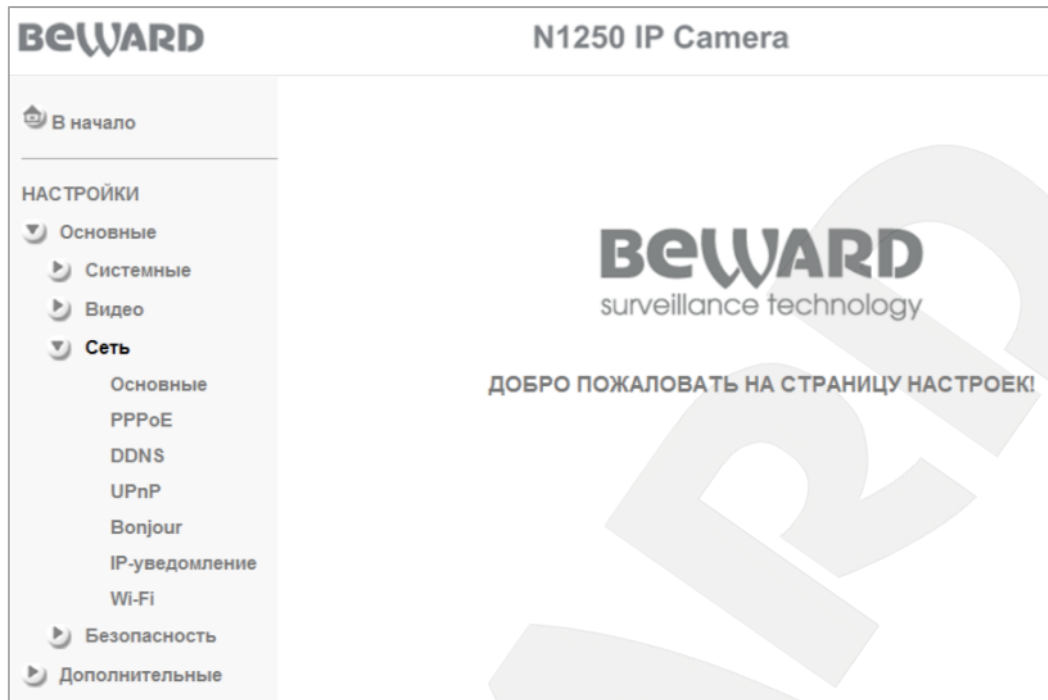 BEWARD
N1250 IP Camera
В начало
НАСТРОЙКИ
Основные
Системные
Видео
Сеть
Основные
PPPoE
DDNS
UPnP
Bonjour
IP-уведомление
Wi-Fi
Безопасность
Дополнительные
BEWARD
surveillance technology
ДОБРО ПОЖАЛОВАТЬ НА СТРАНИЦУ НАСТРОЕК!